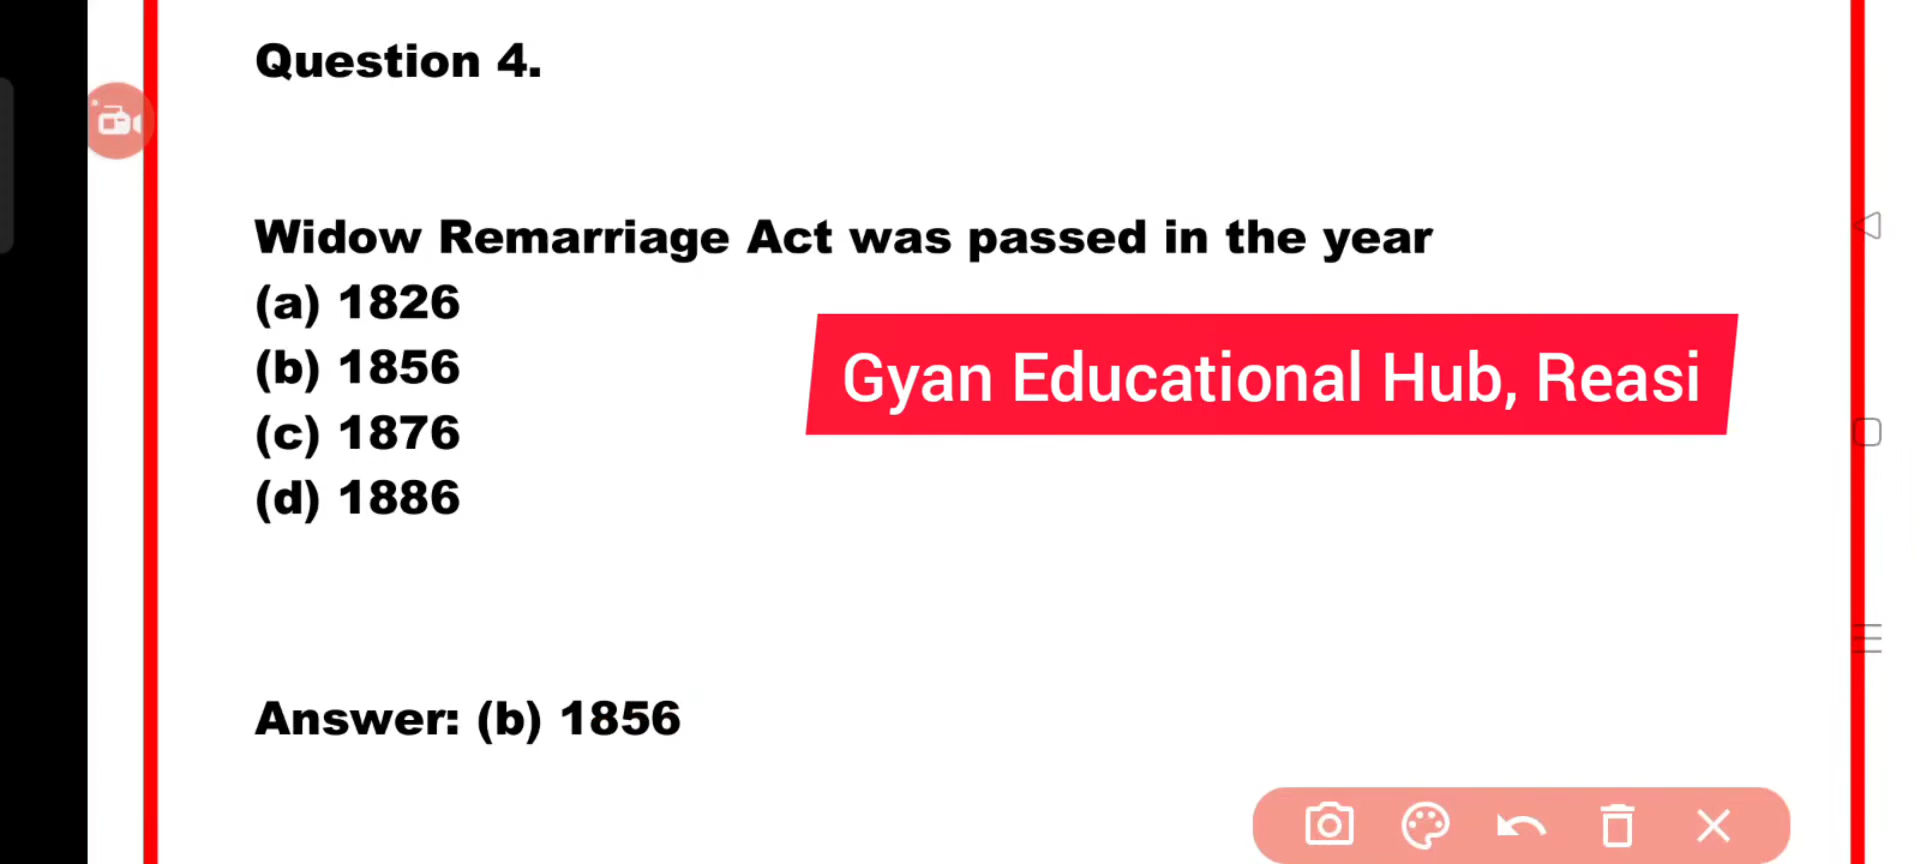 Question 4.
Widow Remarriage Act was passed in the year
(a) 1826
(b) 1856
(c) 1876
(d) 1886
Gyan Educational Hub, Reasi
Answer: (b) 1856